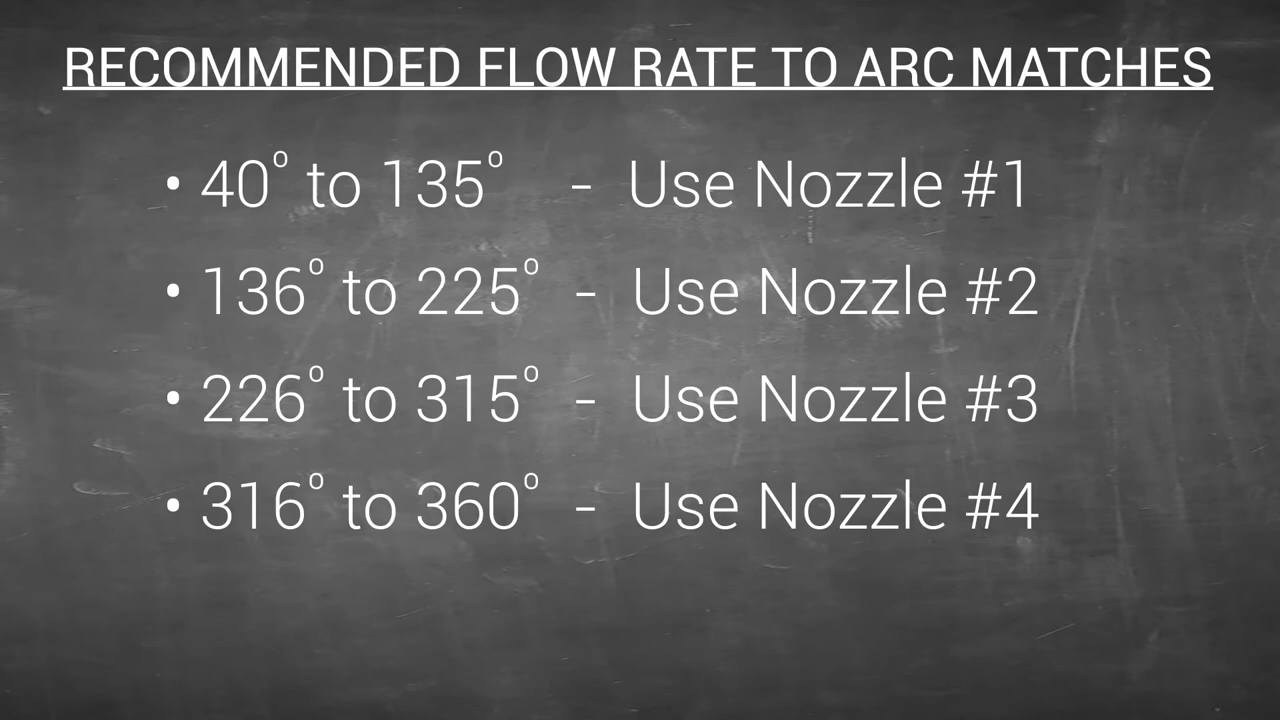 RECOMMENDED FLOW RATE TO ARC MATCHES
• 40° to 135° - Use Nozzle #1
• 136° to 225° - Use Nozzle #2
• 226° to 315° - Use Nozzle #3
• 316° to 360° - Use Nozzle #4